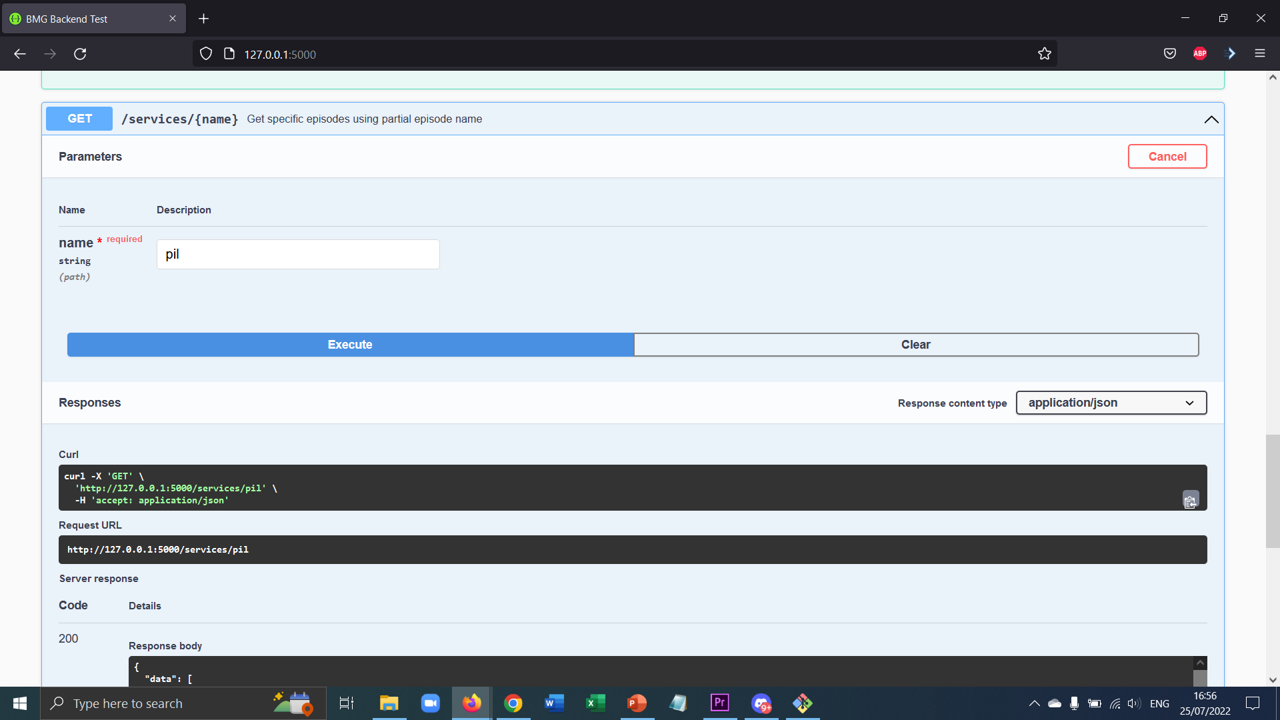 BMG Backend Test
127.0.0.1:5000
ABP
GET /services/{name} Get specific episodes using partial episode name
Parameters
Cancel
Name Description
name * required
string
(path)
pil
Execute Clear
Responses
Response content type application/json
Curl
curl -X 'GET' \
'http://127.0.0.1:5000/services/pil' \
-H 'accept: application/json'
Request URL
http://127.0.0.1:5000/services/pil
Server response
Code Details
200
Response body
{
"data": [
Type here to search
Pr
9+
ENG
16:56
25/07/2022